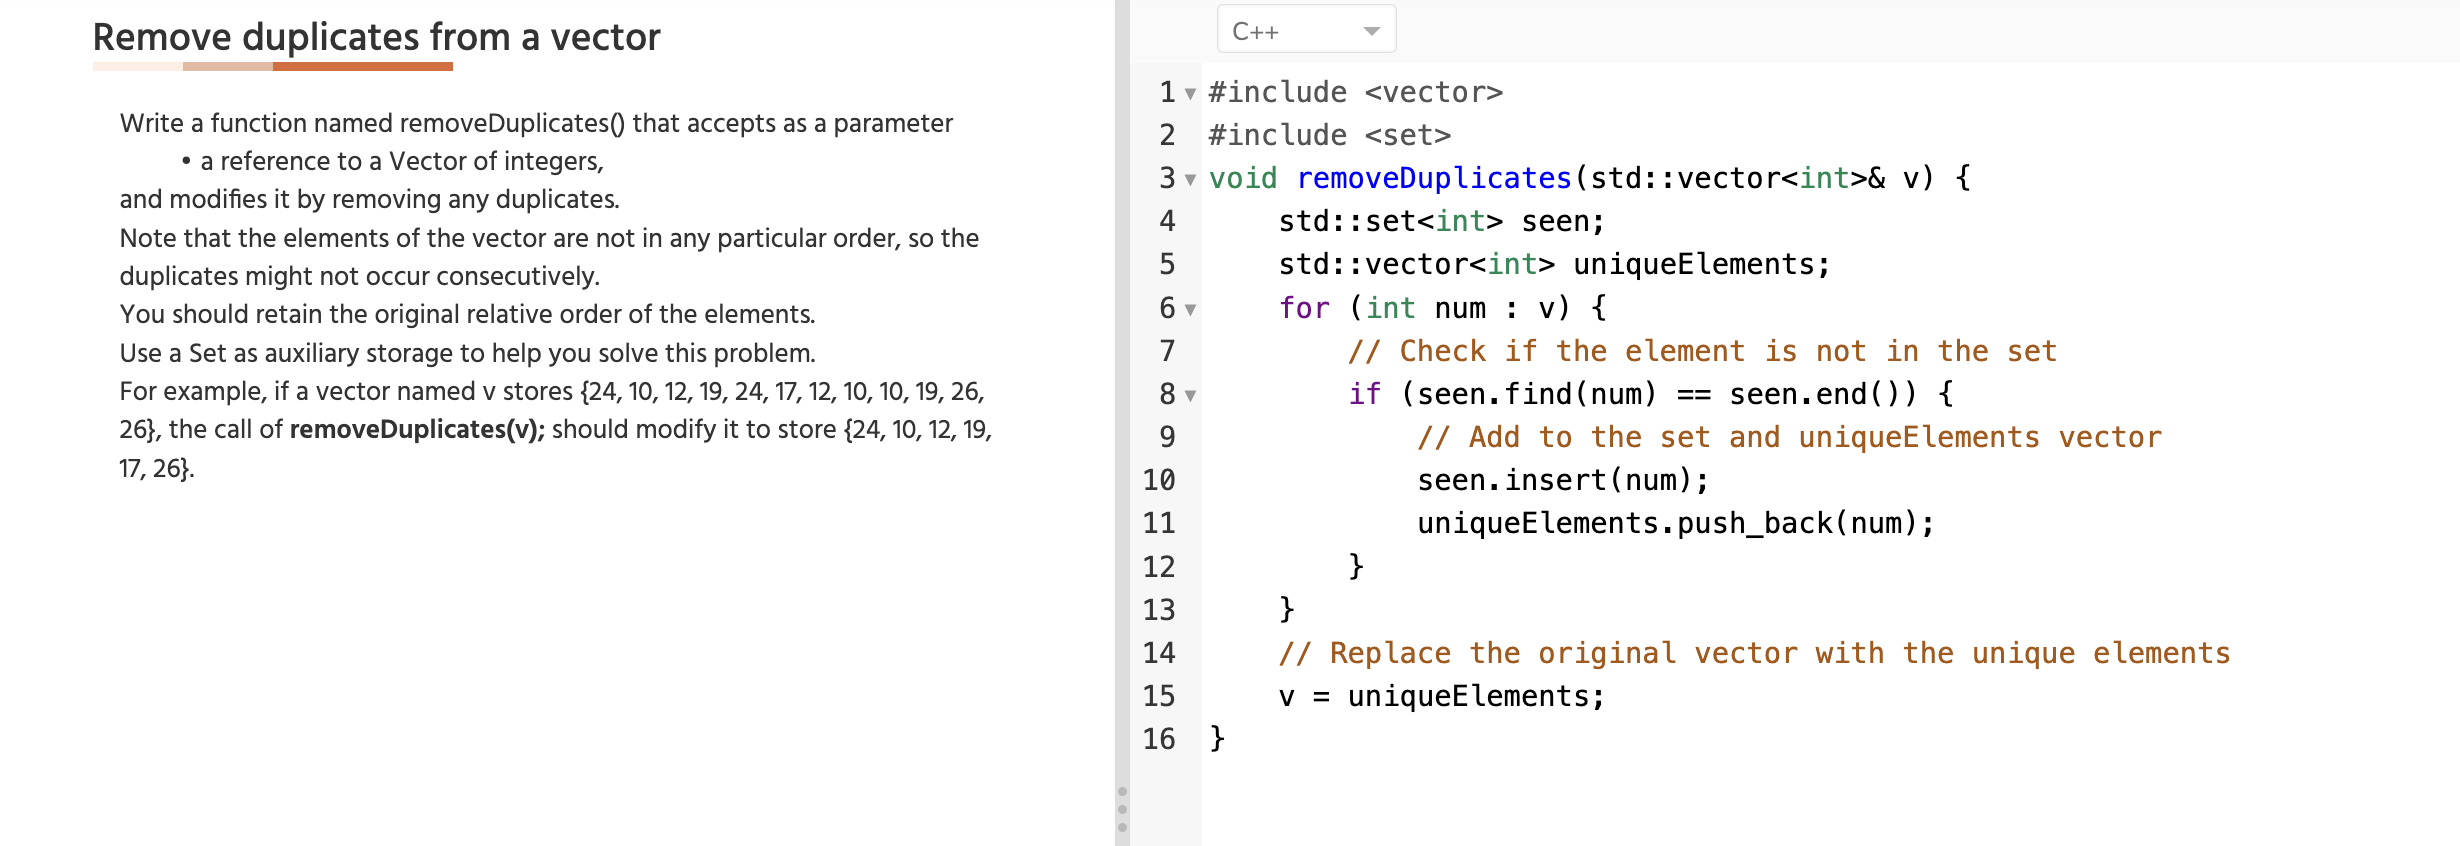 Remove duplicates from a vector
Write a function named removeDuplicates() that accepts as a parameter
• a reference to a Vector of integers,
and modifies it by removing any duplicates.
Note that the elements of the vector are not in any particular order, so the
duplicates might not occur consecutively.
You should retain the original relative order of the elements.
Use a Set as auxiliary storage to help you solve this problem.
For example, if a vector named v stores {24, 10, 12, 19, 24, 17, 12, 10, 10, 19, 26,
26}, the call of removeDuplicates(v); should modify it to store {24, 10, 12, 19,
17, 26}.
C++
1 #include <vector>
2 #include <set>
3 void removeDuplicates(std::vector<int>& v) {
4     std::set<int> seen;
5     std::vector<int> uniqueElements;
6     for (int num : v) {
7         // Check if the element is not in the set
8         if (seen.find(num) == seen.end()) {
9             // Add to the set and uniqueElements vector
10             seen.insert(num);
11             uniqueElements.push_back(num);
12         }
13     }
14     // Replace the original vector with the unique elements
15     v = uniqueElements;
16 }